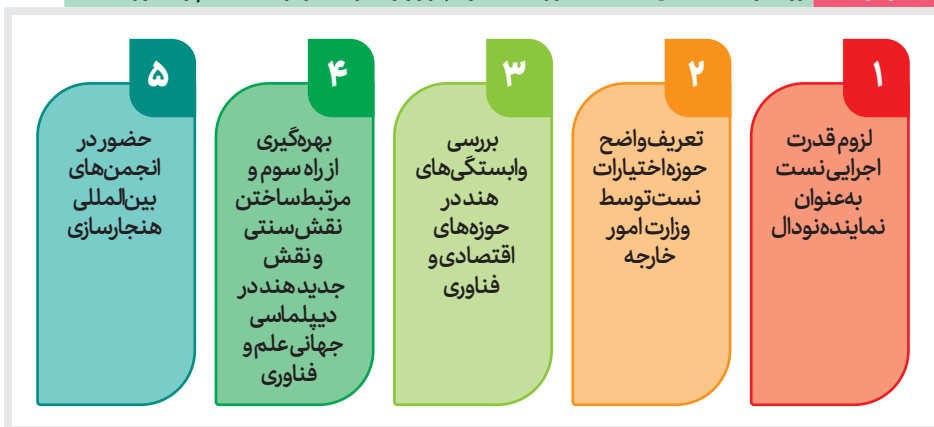 ۱
لزوم قدرت
اجرایی نست
به‌عنوان
نماینده نودال
۲
تعریف واضح
حوزه اختیارات
نست توسط
وزارت امور
خارجه
۳
بررسی
وابستگی‌های
هند در
حوزه‌های
اقتصادی و
فناوری
۴
بهره‌گیری
از راه سوم و
مرتبط ساختن
نقش سنتی
و نقش
جدید هند در
دیپلماسی
جهانی علم و
فناوری
۵
حضور در
انجمن‌های
بین‌المللی
هنجارسازی